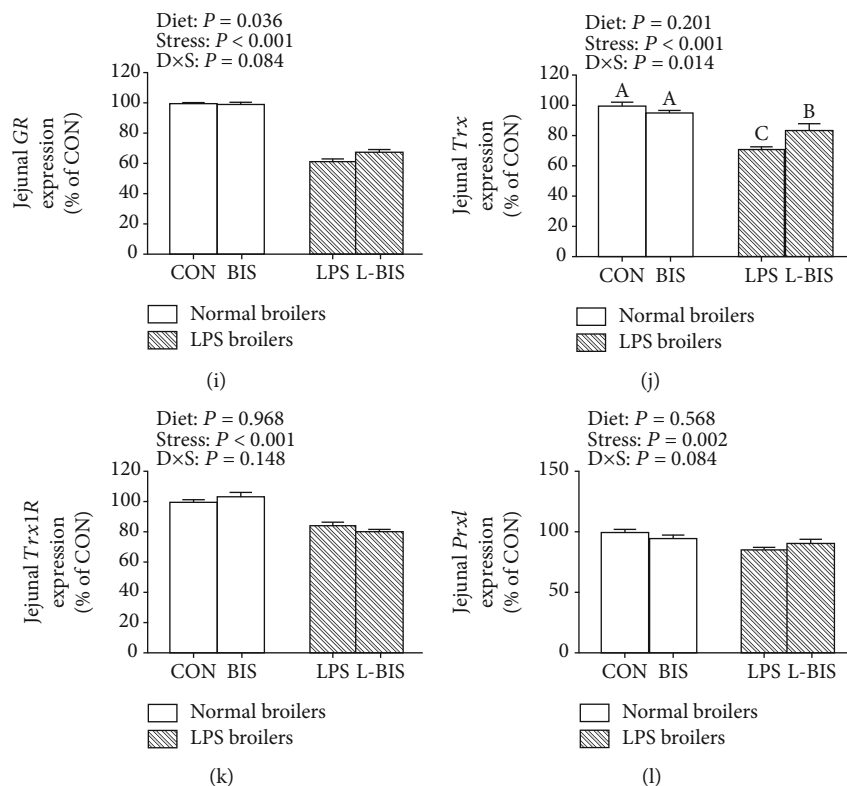 Diet: P = 0.036
Stress: P < 0.001
D×S: P = 0.084
Jejunal GR
expression
(% of CON)
120
100
80
60
40
20
0
CON BIS LPS L-BIS
Normal broilers
LPS broilers
(i)
Diet: P = 0.201
Stress: P < 0.001
D×S: P = 0.014
Jejunal Trx
expression
(% of CON)
120
100
80
60
40
20
0
A A C B
CON BIS LPS L-BIS
Normal broilers
LPS broilers
(j)
Diet: P = 0.968
Stress: P < 0.001
D×S: P = 0.148
Jejunal Trx1R
expression
(% of CON)
120
100
80
60
40
20
0
CON BIS LPS L-BIS
Normal broilers
LPS broilers
(k)
Diet: P = 0.568
Stress: P = 0.002
D×S: P = 0.084
Jejunal Prxl
expression
(% of CON)
150
100
50
0
CON BIS LPS L-BIS
Normal broilers
LPS broilers
(l)